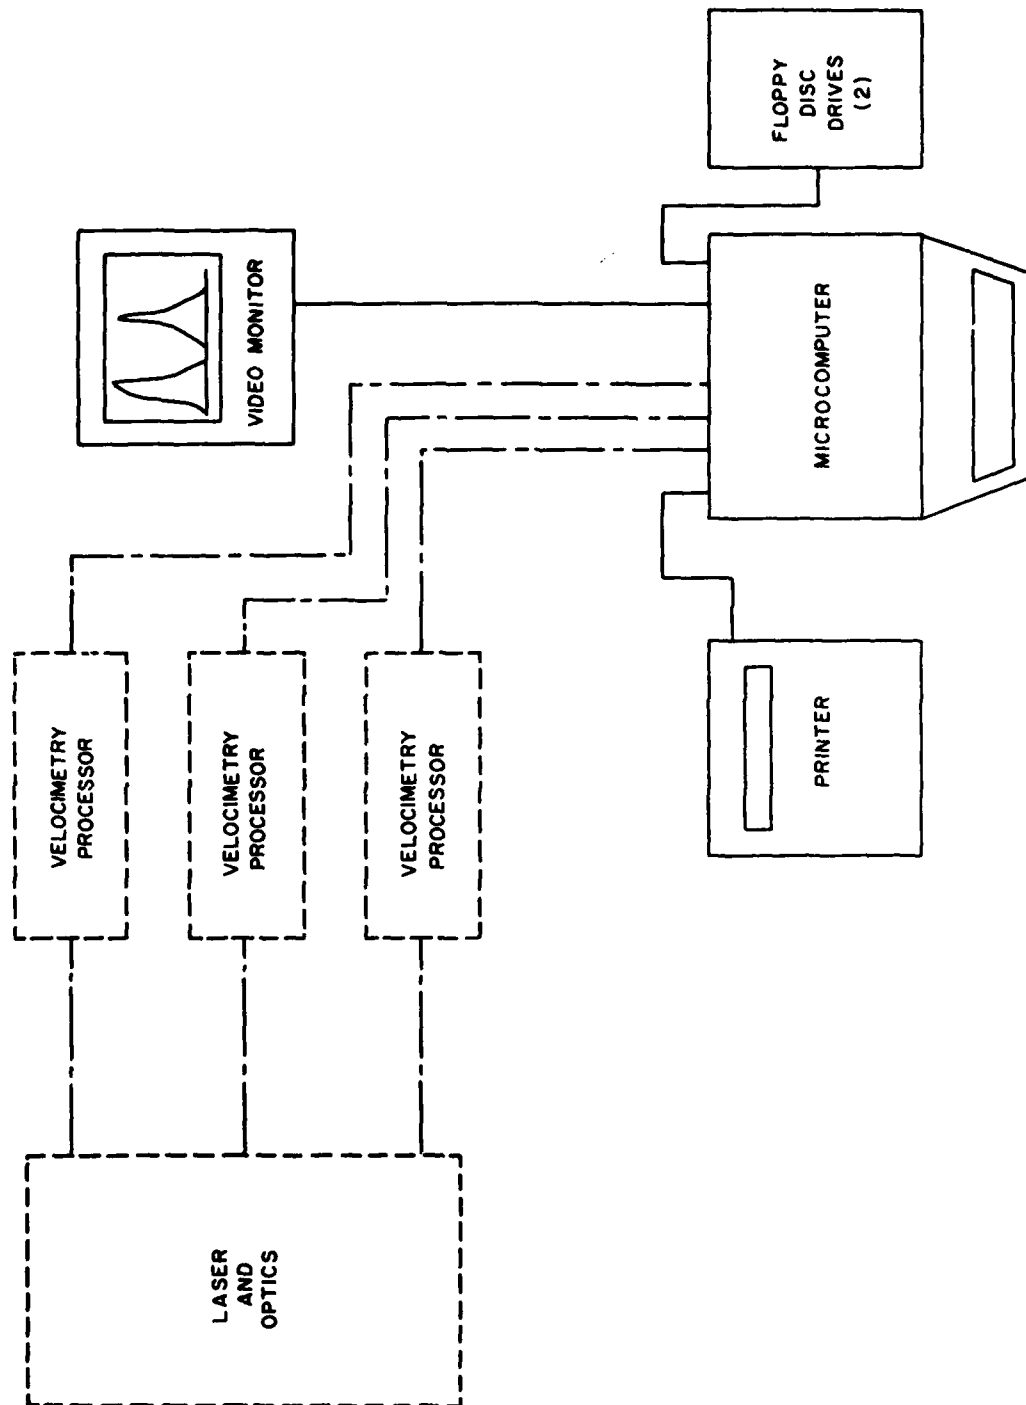 LASER
AND
OPTICS
VELOCIMETRY
PROCESSOR
VELOCIMETRY
PROCESSOR
VELOCIMETRY
PROCESSOR
VIDEO MONITOR
PRINTER
MICROCOMPUTER
FLOPPY
DISC
DRIVES
(2)